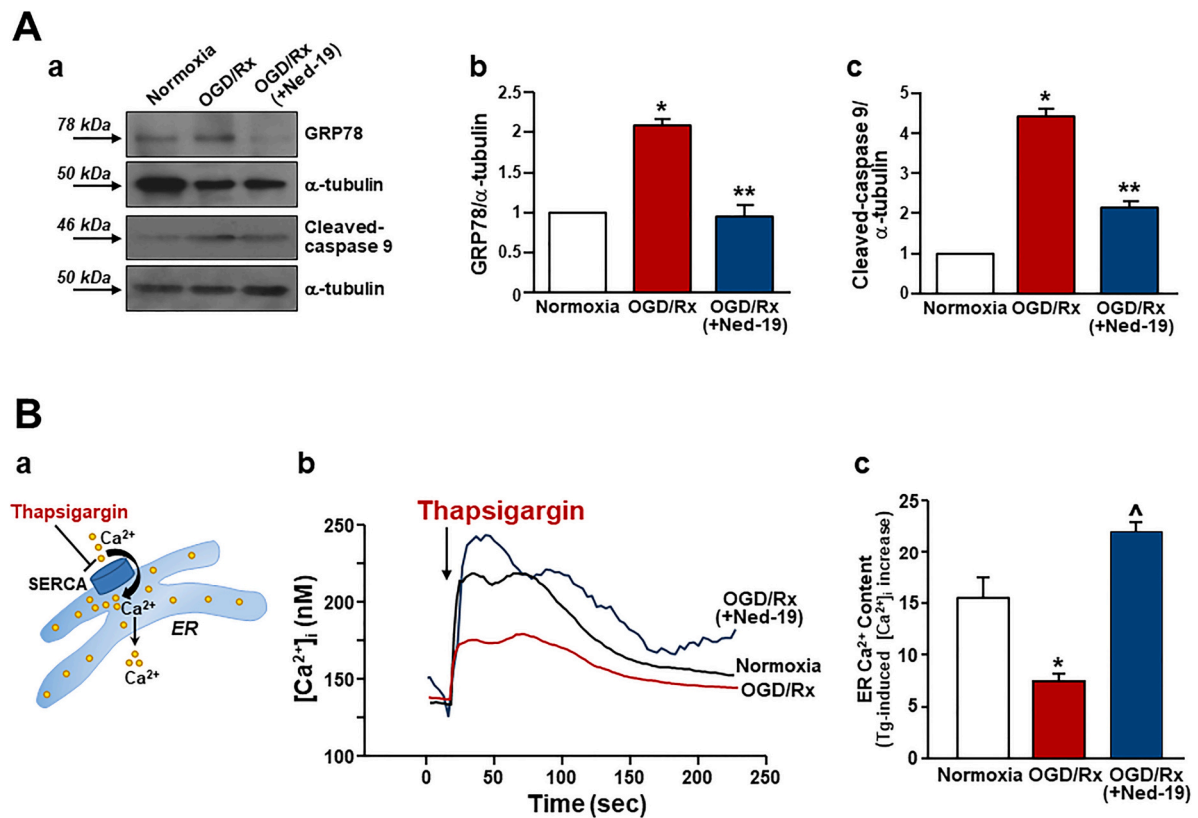 A
a
Normoxia
OGD/Rx
OGD/Rx
(+Ned-19)
78 kDa
GRP78
50 kDa
α-tubulin
46 kDa
Cleaved-
caspase 9
50 kDa
α-tubulin
b
GRP78/α-tubulin
2.5
2
1.5
1
0.5
0
*
**
Normoxia
OGD/Rx
OGD/Rx
(+Ned-19)
c
Cleaved-caspase 9/
α-tubulin
5
4
3
2
1
0
*
**
Normoxia
OGD/Rx
OGD/Rx
(+Ned-19)
B
a
Thapsigargin
Ca²⁺
SERCA
Ca²⁺
ER
Ca²⁺
b
Thapsigargin
[Ca²⁺]ᵢ (nM)
250
200
150
100
OGD/Rx
(+Ned-19)
Normoxia
OGD/Rx
0
50
100
150
200
250
Time (sec)
c
ER Ca²⁺ Content
(Tg-induced [Ca²⁺]ᵢ increase)
25
20
15
10
5
0
*
^
Normoxia
OGD/Rx
OGD/Rx
(+Ned-19)